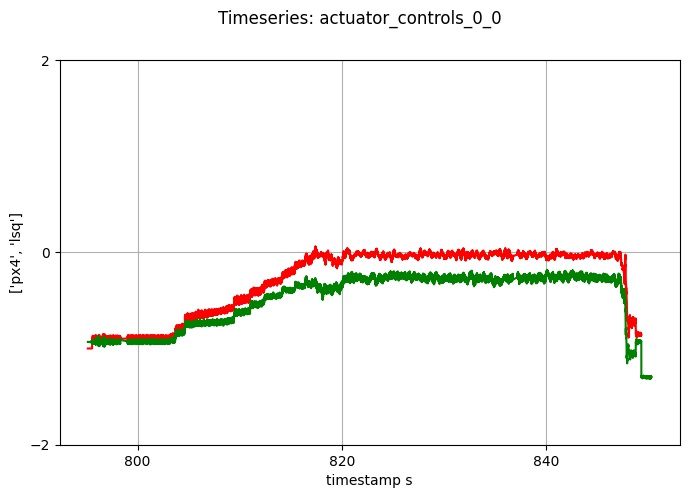 Timeseries: actuator_controls_0_0
['px4', 'lsq']
2
0
−2
800
820
840
timestamp s